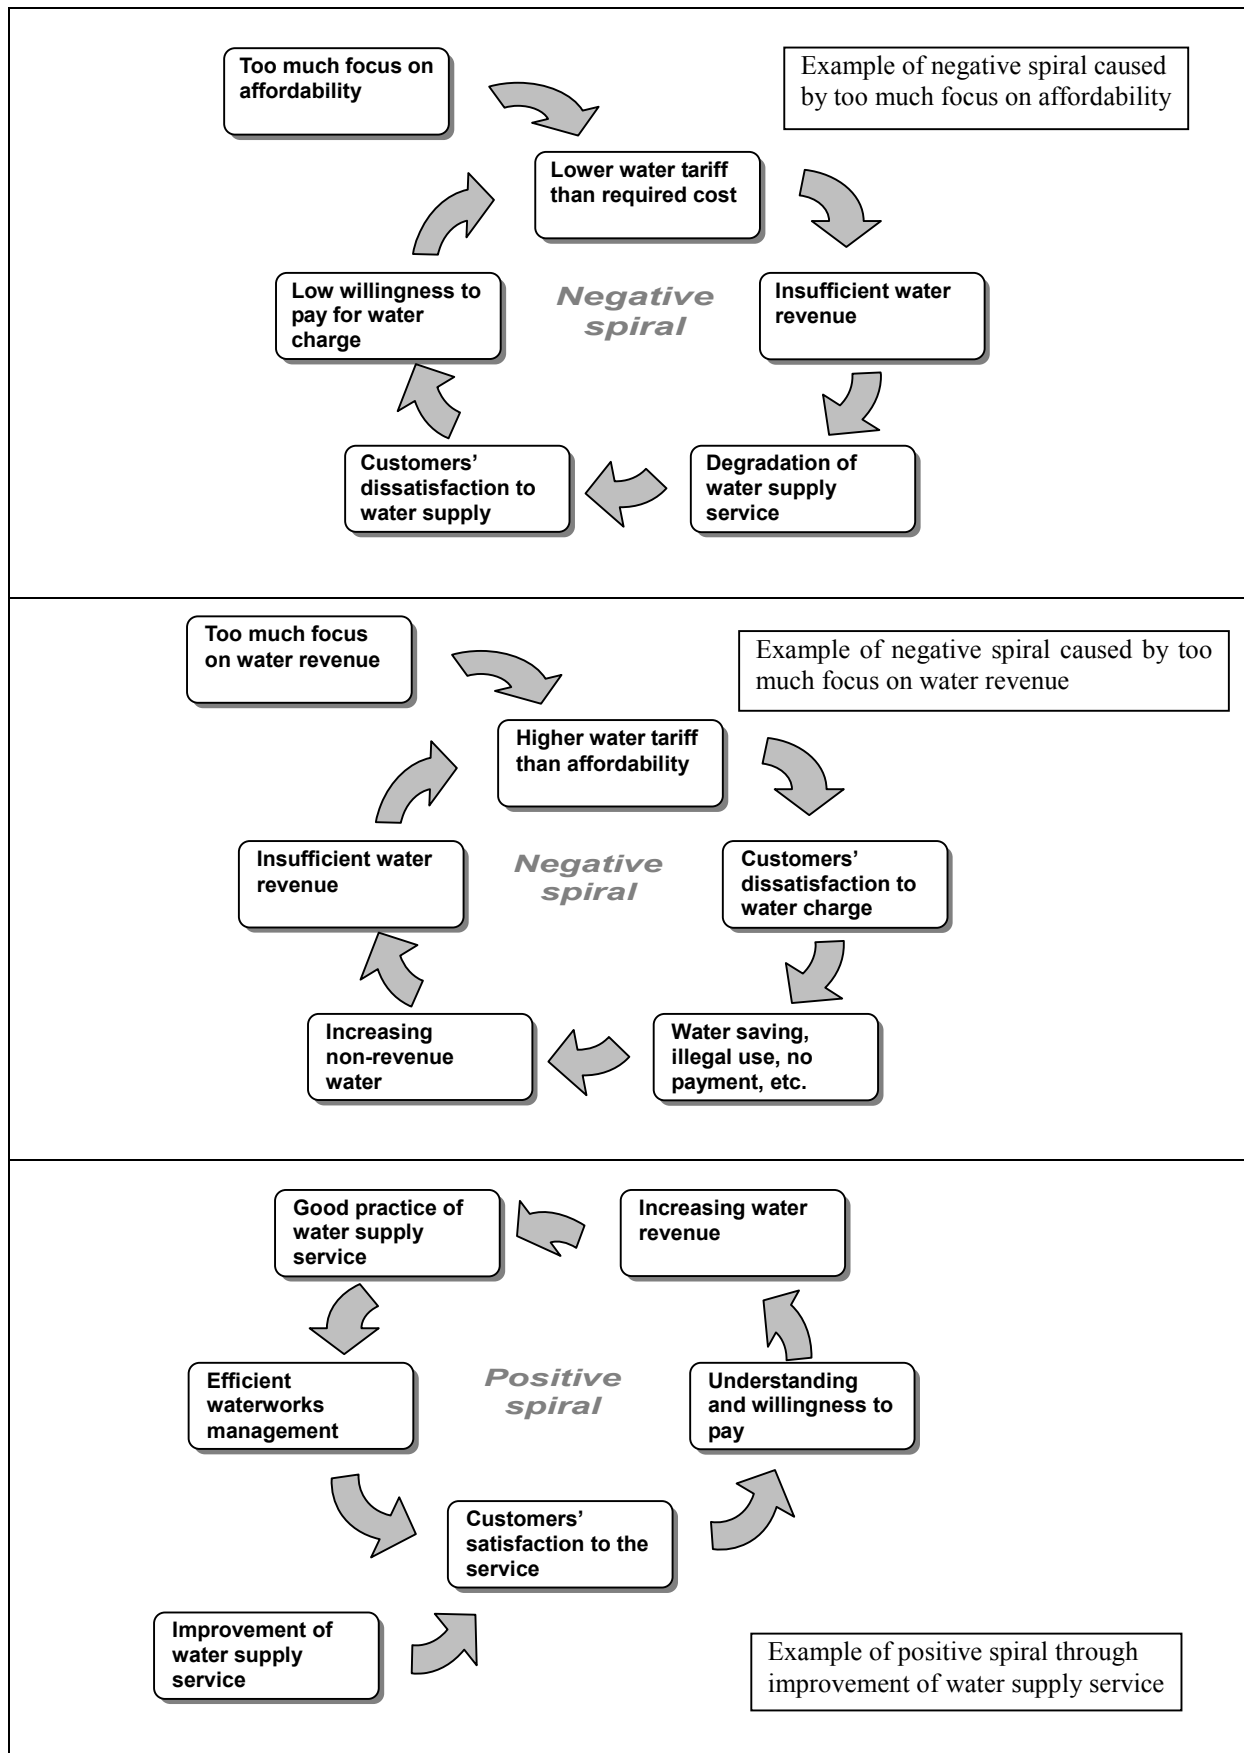 Too much focus on
affordability
Example of negative spiral caused
by too much focus on affordability
Lower water tariff
than required cost
Negative
spiral
Low willingness to
pay for water
charge
Insufficient water
revenue
Customers’
dissatisfaction to
water supply
Degradation of
water supply
service
Too much focus
on water revenue
Example of negative spiral caused by too
much focus on water revenue
Higher water tariff
than affordability
Insufficient water
revenue
Negative
spiral
Customers’
dissatisfaction to
water charge
Increasing
non-revenue
water
Water saving,
illegal use, no
payment, etc.
Good practice of
water supply
service
Increasing water
revenue
Efficient
waterworks
management
Positive
spiral
Understanding
and willingness to
pay
Customers’
satisfaction to the
service
Improvement of
water supply
service
Example of positive spiral through
improvement of water supply service